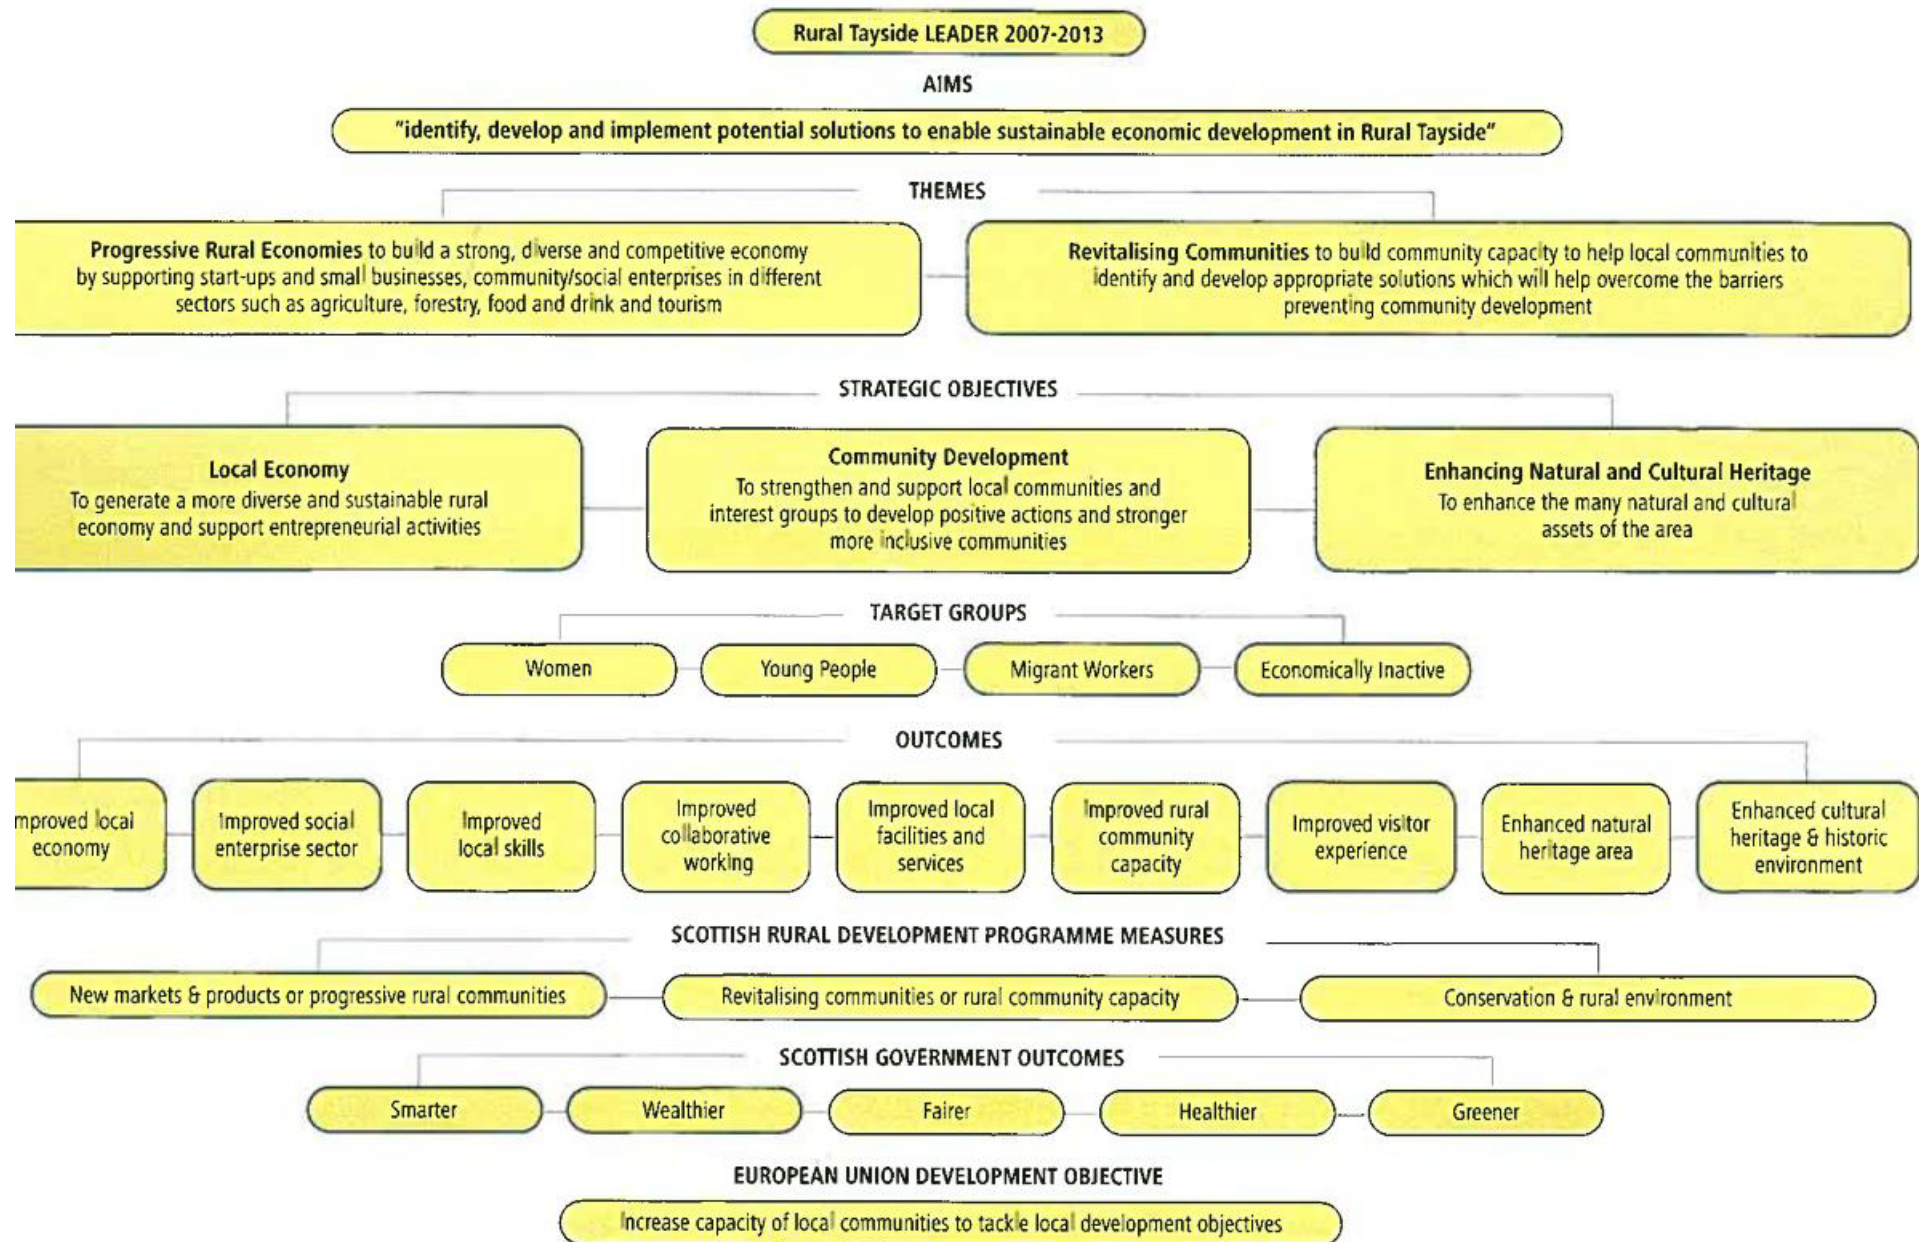 Rural Tayside LEADER 2007-2013
AIMS
"identify, develop and implement potential solutions to enable sustainable economic development in Rural Tayside"
THEMES
Progressive Rural Economies to build a strong, diverse and competitive economy
by supporting start-ups and small businesses, community/social enterprises in different
sectors such as agriculture, forestry, food and drink and tourism
Revitalising Communities to build community capacity to help local communities to
identify and develop appropriate solutions which will help overcome the barriers
preventing community development
STRATEGIC OBJECTIVES
Local Economy
To generate a more diverse and sustainable rural
economy and support entrepreneurial activities
Community Development
To strengthen and support local communities and
interest groups to develop positive actions and stronger
more inclusive communities
Enhancing Natural and Cultural Heritage
To enhance the many natural and cultural
assets of the area
TARGET GROUPS
Women
Young People
Migrant Workers
Economically Inactive
OUTCOMES
mproved local
economy
Improved social
enterprise sector
Improved
local skills
Improved
collaborative
working
Improved local
facilities and
services
Improved rural
community
capacity
Improved visitor
experience
Enhanced natural
heritage area
Enhanced cultural
heritage & historic
environment
SCOTTISH RURAL DEVELOPMENT PROGRAMME MEASURES
New markets & products or progressive rural communities
Revitalising communities or rural community capacity
Conservation & rural environment
SCOTTISH GOVERNMENT OUTCOMES
Smarter
Wealthier
Fairer
Healthier
Greener
EUROPEAN UNION DEVELOPMENT OBJECTIVE
Increase capacity of local communities to tackle local development objectives